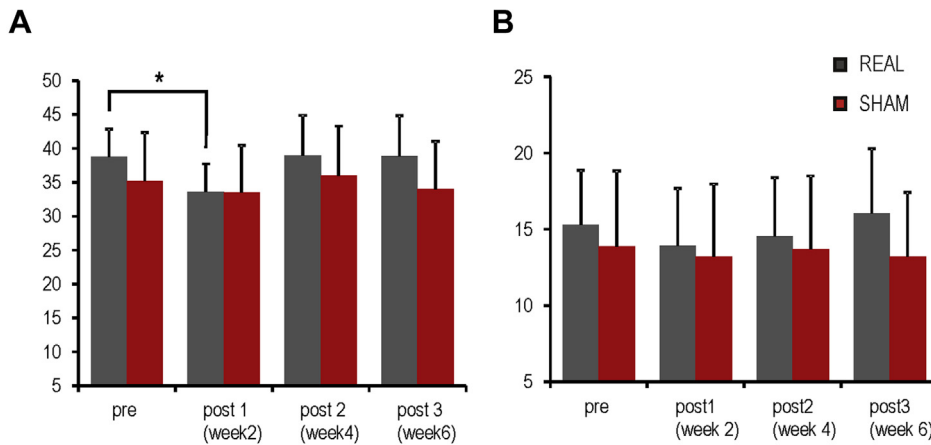 A
50
45
40
35
30
25
20
15
10
5
*
pre
post 1
(week2)
post 2
(week4)
post 3
(week6)
B
25
20
15
10
5
REAL
SHAM
pre
post1
(week 2)
post2
(week 4)
post3
(week 6)